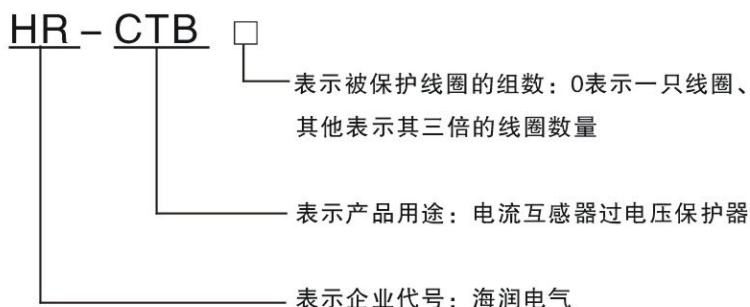 HR-CTB □
表示被保护线圈的组数：0表示一只线圈、
其他表示其三倍的线圈数量
表示产品用途：电流互感器过电压保护器
表示企业代号：海润电气